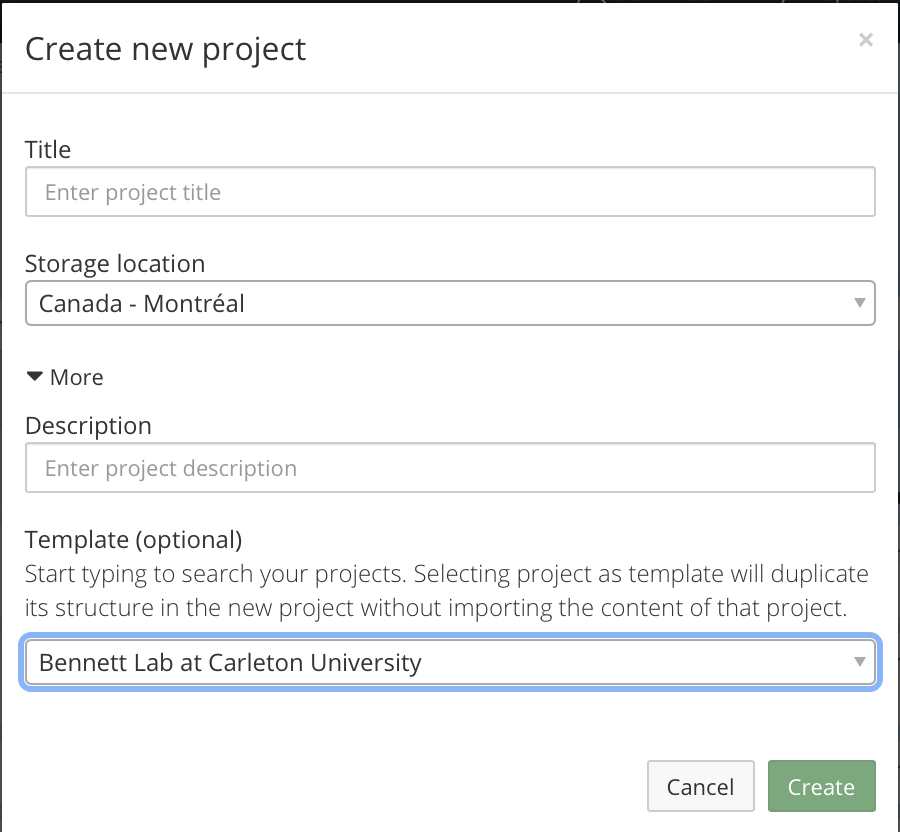 Create new project
×
Title
Enter project title
Storage location
Canada - Montréal
More
Description
Enter project description
Template (optional)
Start typing to search your projects. Selecting project as template will duplicate
its structure in the new project without importing the content of that project.
Bennett Lab at Carleton University
Cancel
Create